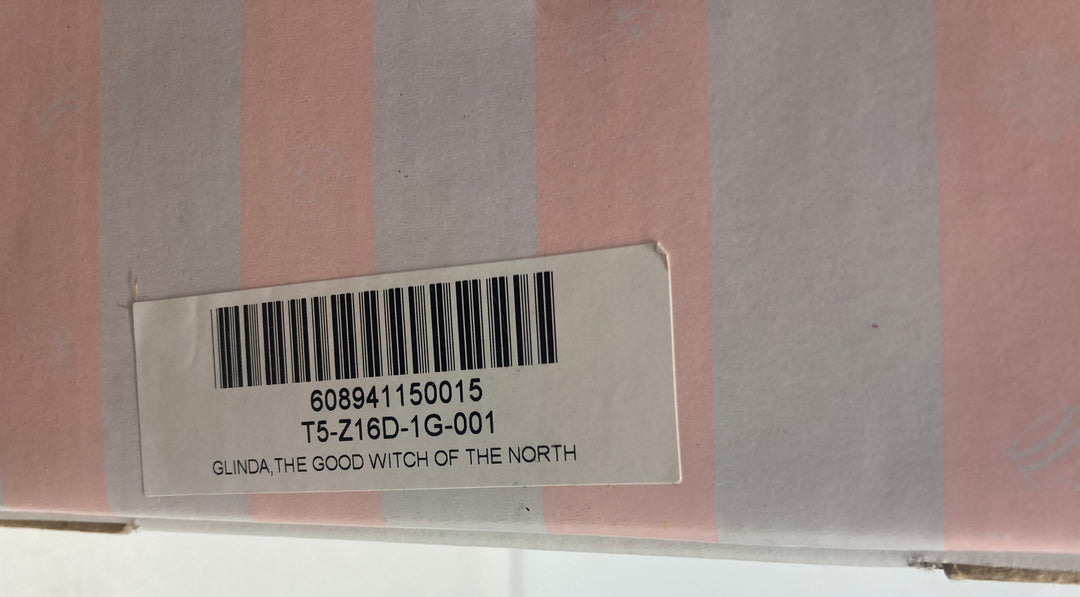 608941150015
T5-Z16D-1G-001
GLINDA,THE GOOD WITCH OF THE NORTH